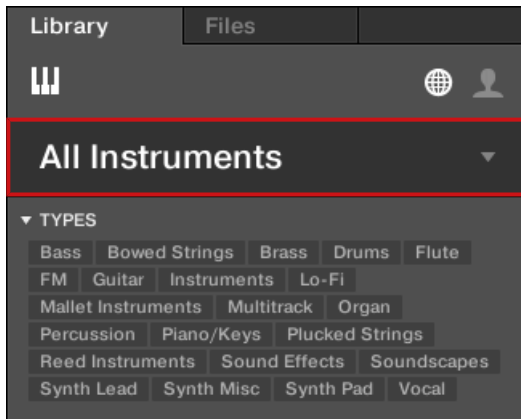 Library Files
All Instruments
TYPES
Bass Bowed Strings Brass Drums Flute
FM Guitar Instruments Lo-Fi
Mallet Instruments Multitrack Organ
Percussion Piano/Keys Plucked Strings
Reed Instruments Sound Effects Soundscapes
Synth Lead Synth Misc Synth Pad Vocal